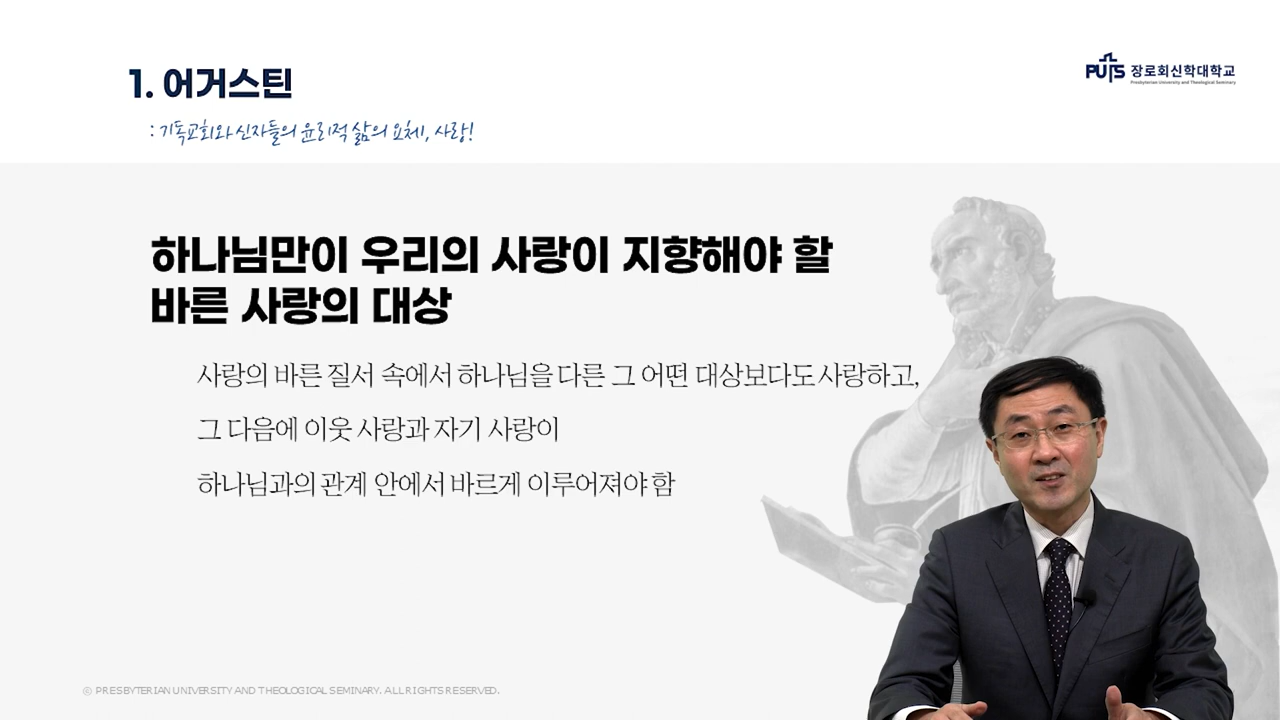 1. 어거스틴
: 기독교회와 신자들의 윤리적 삶의 요체, 사랑!
PUTS 장로회신학대학교
Presbyterian University and Theological Seminary
하나님만이 우리의 사랑이 지향해야 할
바른 사랑의 대상
사랑의 바른 질서 속에서 하나님을 다른 그 어떤 대상보다도 사랑하고,
그 다음에 이웃 사랑과 자기 사랑이
하나님과의 관계 안에서 바르게 이루어져야 함
© PRESBYTERIAN UNIVERSITY AND THEOLOGICAL SEMINARY. ALL RIGHTS RESERVED.